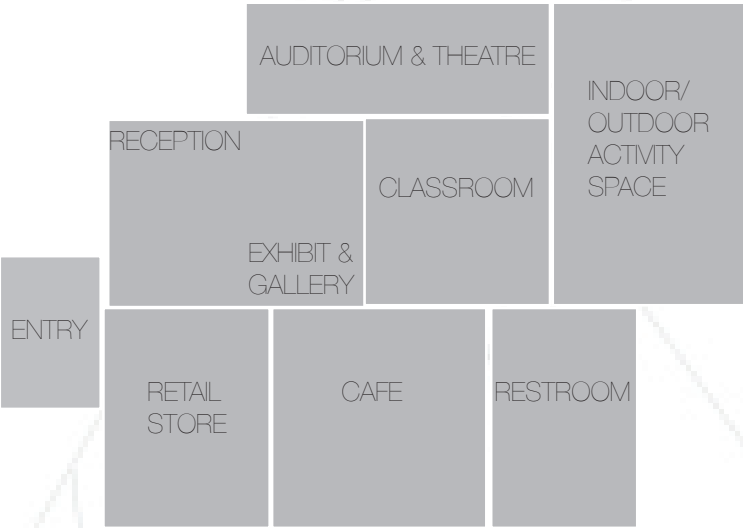 AUDITORIUM & THEATRE
INDOOR/
OUTDOOR
ACTIVITY
SPACE
RECEPTION
CLASSROOM
EXHIBIT &
GALLERY
ENTRY
RETAIL
STORE
CAFE
RESTROOM